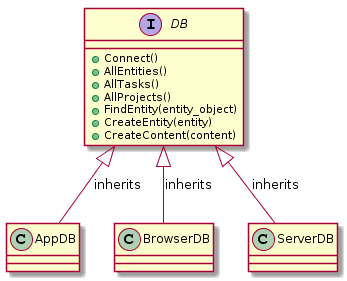 I DB
Connect()
AllEntities()
AllTasks()
AllProjects()
FindEntity(entity_object)
CreateEntity(entity)
CreateContent(content)
inherits inherits inherits
C AppDB C BrowserDB C ServerDB